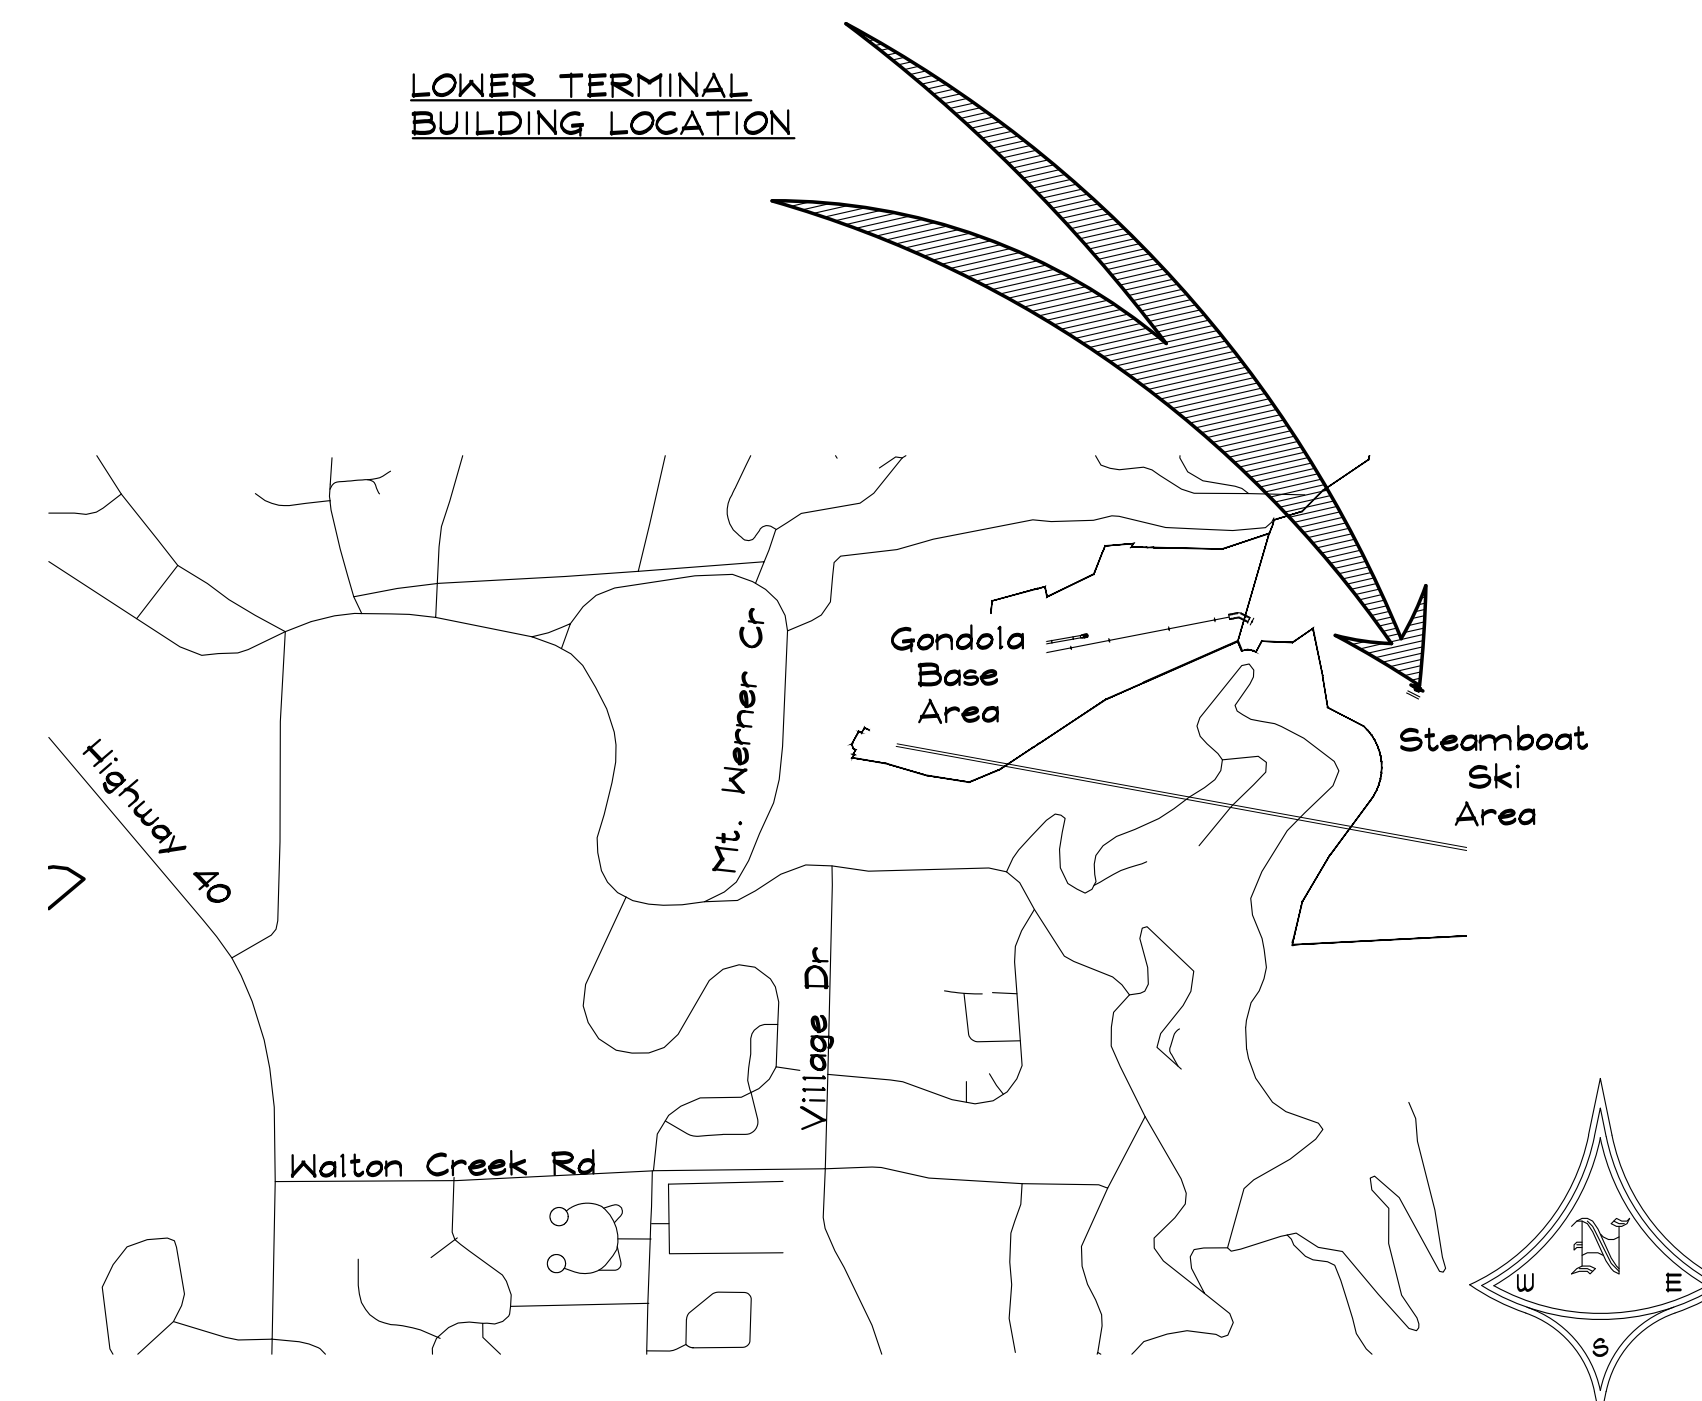 LOWER TERMINAL
BUILDING LOCATION
Gondola
Base
Area
Mt. Werner Cr
Steamboat
Ski
Area
Highway 40
Village Dr
Walton Creek Rd
N
W E
S